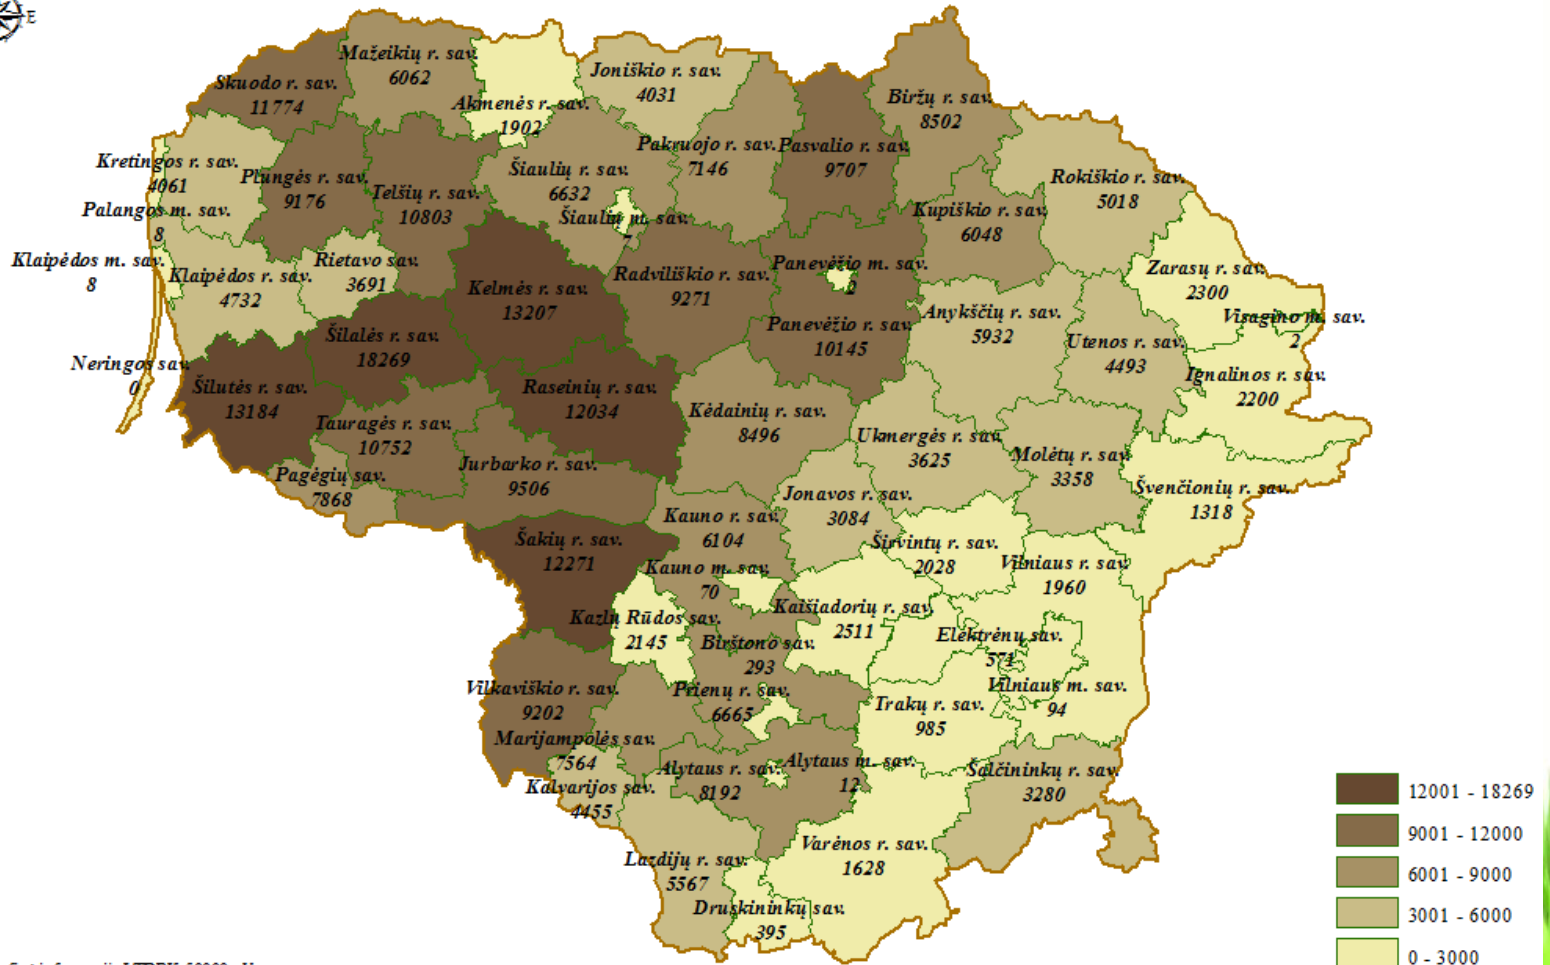 E
Mažeikių r. sav.
6062
Skuodo r. sav.
11774
Akmenės r. sav.
1902
Joniškio r. sav.
4031
Biržų r. sav.
8502
Kretingos r. sav.
4061
Plungės r. sav.
9176
Telšių r. sav.
10803
Šiaulių r. sav.
6632
Pakruojo r. sav.
7146
Pasvalio r. sav.
9707
Rokiškio r. sav.
5018
Palangos m. sav.
8
Šiaulių m. sav.
7
Kupiškio r. sav.
6048
Klaipėdos m. sav.
8
Klaipėdos r. sav.
4732
Rietavo sav.
3691
Kelmės r. sav.
13207
Radviliškio r. sav.
9271
Panevėžio m. sav.
2
Zarasų r. sav.
2300
Anykščių r. sav.
5932
Visagino m. sav.
2
Šilalės r. sav.
18269
Panevėžio r. sav.
10145
Utenos r. sav.
4493
Neringos sav.
0
Šilutės r. sav.
13184
Raseinių r. sav.
12034
Ignalinos r. sav.
2200
Tauragės r. sav.
10752
Kėdainių r. sav.
8496
Ukmergės r. sav.
3625
Molėtų r. sav.
3358
Pagėgių sav.
7868
Jurbarko r. sav.
9506
Jonavos r. sav.
3084
Švenčionių r. sav.
1318
Kauno r. sav.
6104
Šakių r. sav.
12271
Širvintų r. sav.
2028
Vilniaus r. sav.
1960
Kauno m. sav.
70
Kaišiadorių r. sav.
2511
Kazlų Rūdos sav.
2145
Birštono sav.
293
Elektrėnų sav.
571
Vilkaviškio r. sav.
9202
Prienų r. sav.
6665
Trakų r. sav.
985
Vilniaus m. sav.
94
Marijampolės sav.
7564
Kalvarijos sav.
4455
Alytaus r. sav.
8192
Alytaus m. sav.
12
Šalčininkų r. sav.
3280
Varėnos r. sav.
1628
Lazdijų r. sav.
5567
Druskininkų sav.
395
12001 - 18269
9001 - 12000
6001 - 9000
3001 - 6000
0 - 3000